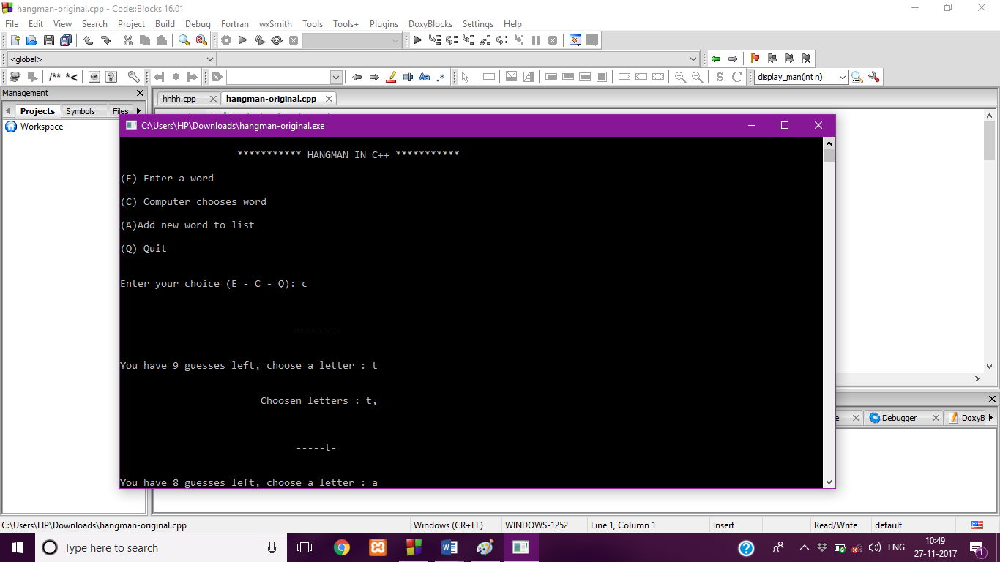 hangman-original.cpp - Code::Blocks 16.01
File Edit View Search Project Build Debug Fortran wxSmith Tools Tools+ Plugins DoxyBlocks Settings Help
<global>
/** *<
Aa .*
S C
display_man(int n)
Management
hhhh.cpp
hangman-original.cpp
Projects Symbols Files
Workspace
C:\Users\HP\Downloads\hangman-original.exe
*********** HANGMAN IN C++ ***********
(E) Enter a word
(C) Computer chooses word
(A)Add new word to list
(Q) Quit
Enter your choice (E - C - Q): c
-------
You have 9 guesses left, choose a letter : t
Choosen letters : t,
-----t-
You have 8 guesses left, choose a letter : a
Debugger
DoxyB
C:\Users\HP\Downloads\hangman-original.cpp
Windows (CR+LF)
WINDOWS-1252
Line 1, Column 1
Insert
Read/Write
default
Type here to search
ENG
10:49
27-11-2017
1